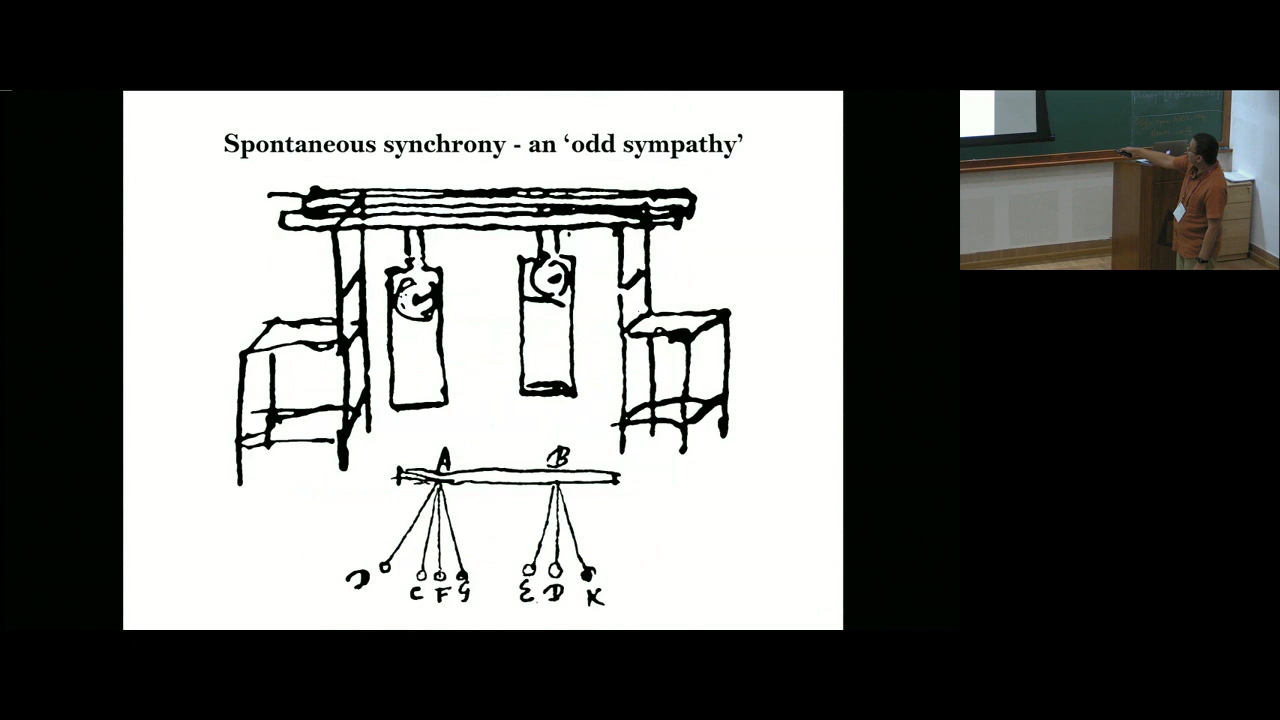 Spontaneous synchrony - an ‘odd sympathy’
A B
D C F G E D K